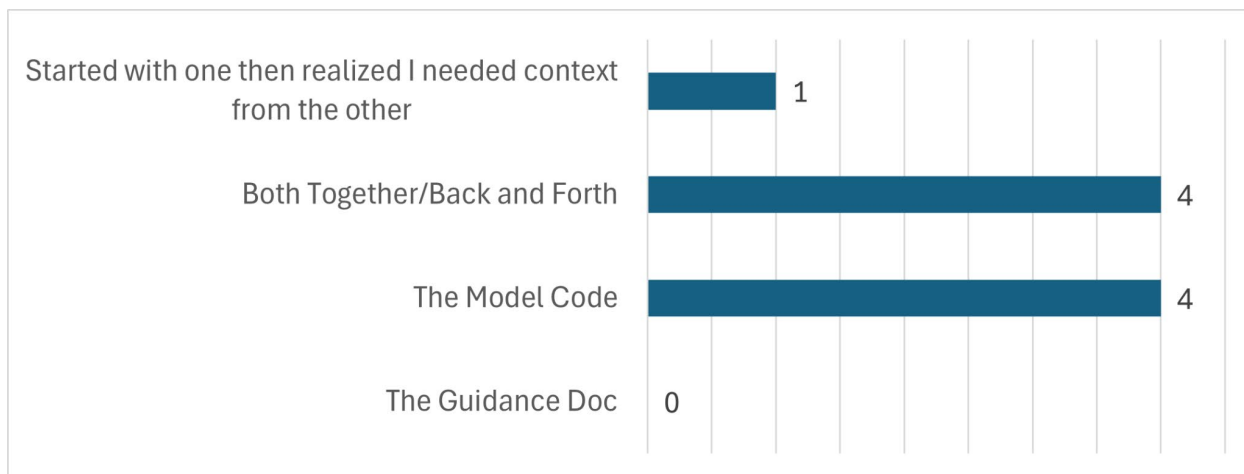 Started with one then realized I needed context
from the other
1
Both Together/Back and Forth
4
The Model Code
4
The Guidance Doc
0